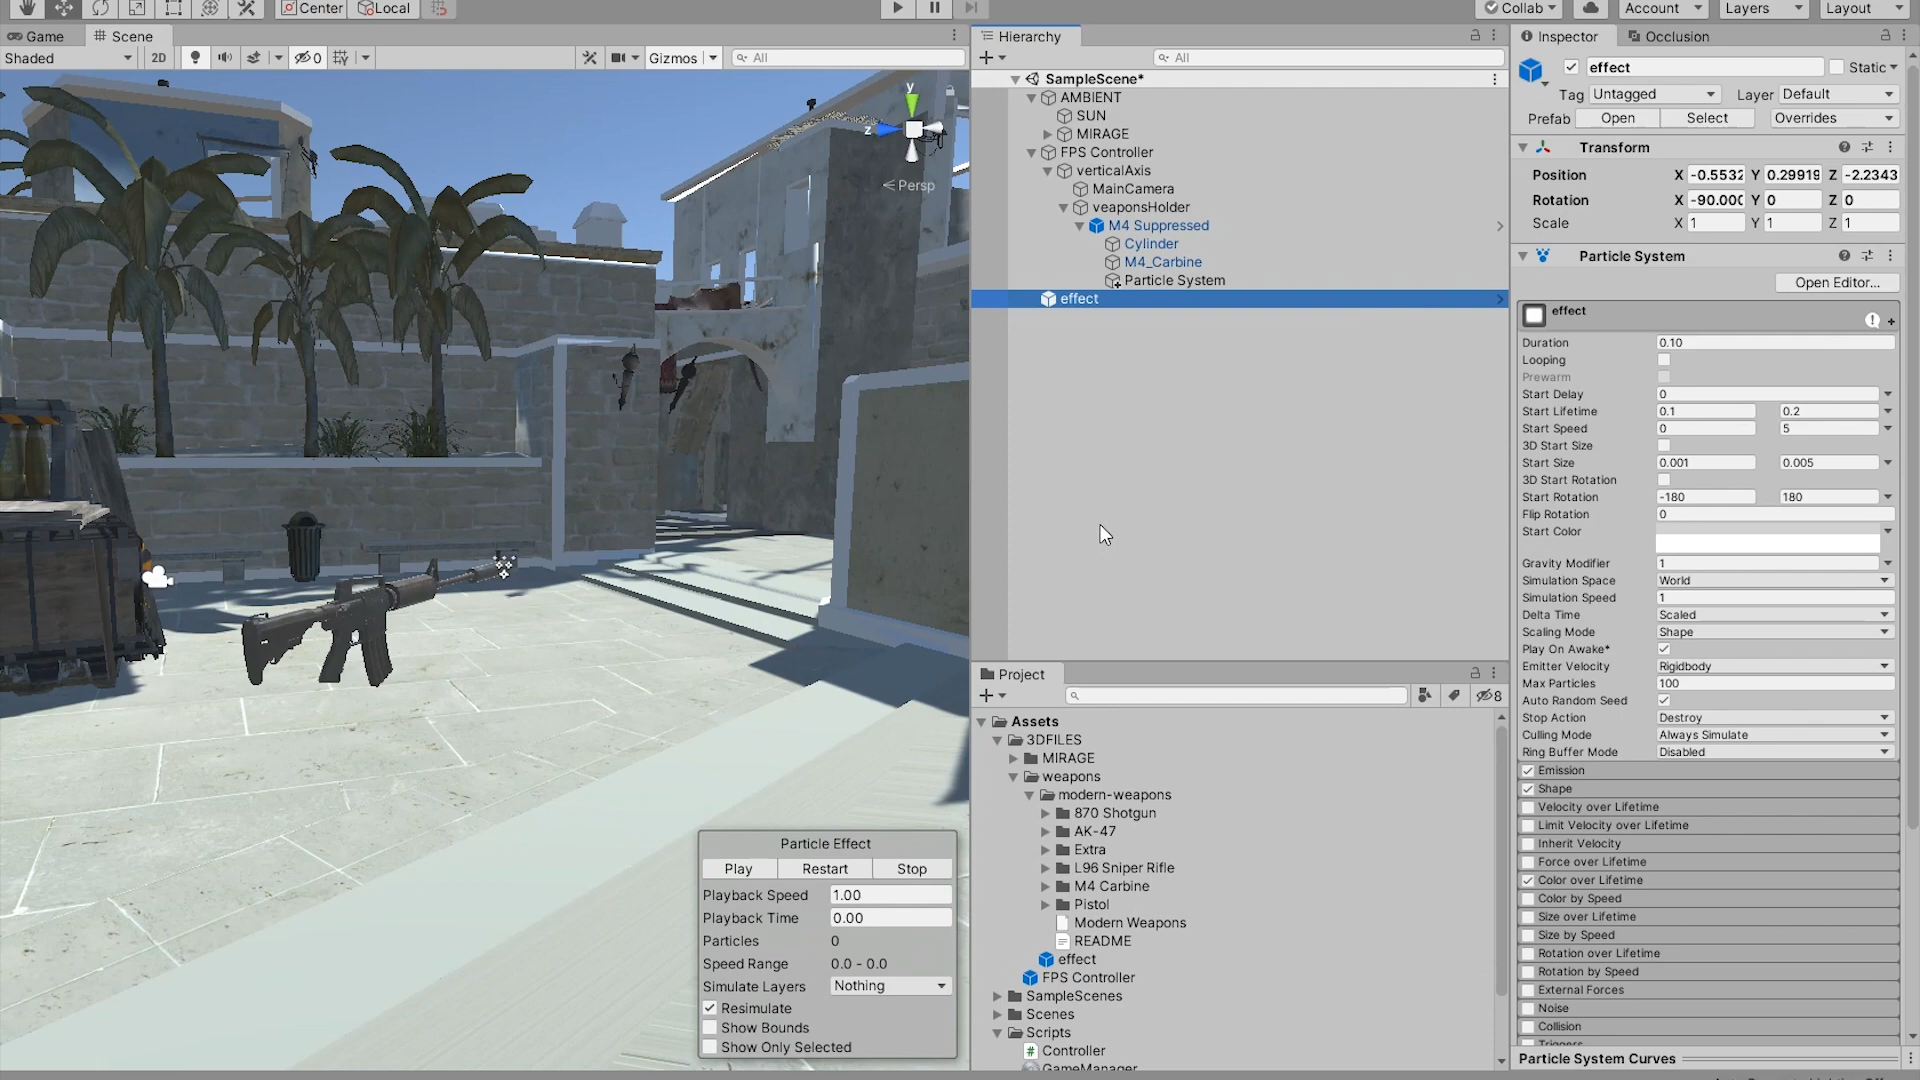 Center
Local
Collab
Account
Layers
Layout
Game
Scene
Shaded
2D
0
Gizmos
All
y
z
Persp
Particle Effect
Play
Restart
Stop
Playback Speed 1.00
Playback Time 0.00
Particles 0
Speed Range 0.0 - 0.0
Simulate Layers Nothing
Resimulate
Show Bounds
Show Only Selected
Hierarchy
All
SampleScene*
AMBIENT
SUN
MIRAGE
FPS Controller
verticalAxis
MainCamera
veaponsHolder
M4 Suppressed
Cylinder
M4_Carbine
Particle System
effect
Project
8
Assets
3DFILES
MIRAGE
weapons
modern-weapons
870 Shotgun
AK-47
Extra
L96 Sniper Rifle
M4 Carbine
Pistol
Modern Weapons
README
effect
FPS Controller
SampleScenes
Scenes
Scripts
Controller
GameManager
Inspector
Occlusion
effect
Static
Tag Untagged Layer Default
Prefab Open Select Overrides
Transform
Position X -0.5532 Y 0.29919 Z -2.2343
Rotation X -90.000 Y 0 Z 0
Scale X 1 Y 1 Z 1
Particle System
Open Editor...
effect
Duration 0.10
Looping
Prewarm
Start Delay 0
Start Lifetime 0.1 0.2
Start Speed 0 5
3D Start Size
Start Size 0.001 0.005
3D Start Rotation
Start Rotation -180 180
Flip Rotation 0
Start Color
Gravity Modifier 1
Simulation Space World
Simulation Speed 1
Delta Time Scaled
Scaling Mode Shape
Play On Awake*
Emitter Velocity Rigidbody
Max Particles 100
Auto Random Seed
Stop Action Destroy
Culling Mode Always Simulate
Ring Buffer Mode Disabled
Emission
Shape
Velocity over Lifetime
Limit Velocity over Lifetime
Inherit Velocity
Force over Lifetime
Color over Lifetime
Color by Speed
Size over Lifetime
Size by Speed
Rotation over Lifetime
Rotation by Speed
External Forces
Noise
Collision
Triggers
Particle System Curves